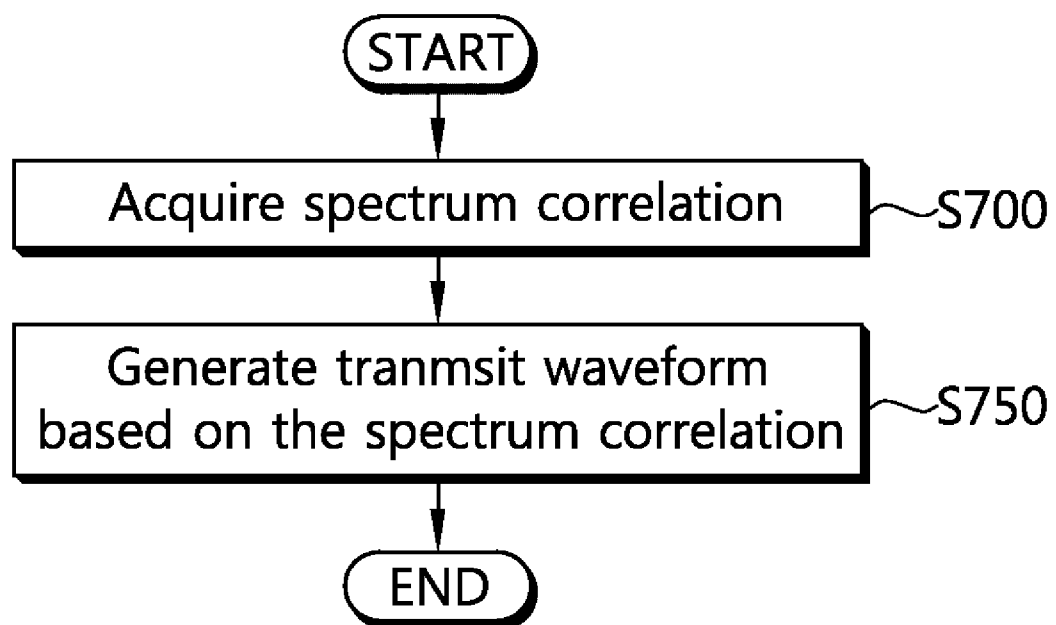 START
Acquire spectrum correlation
S700
Generate tranmsit waveform
based on the spectrum correlation
S750
END